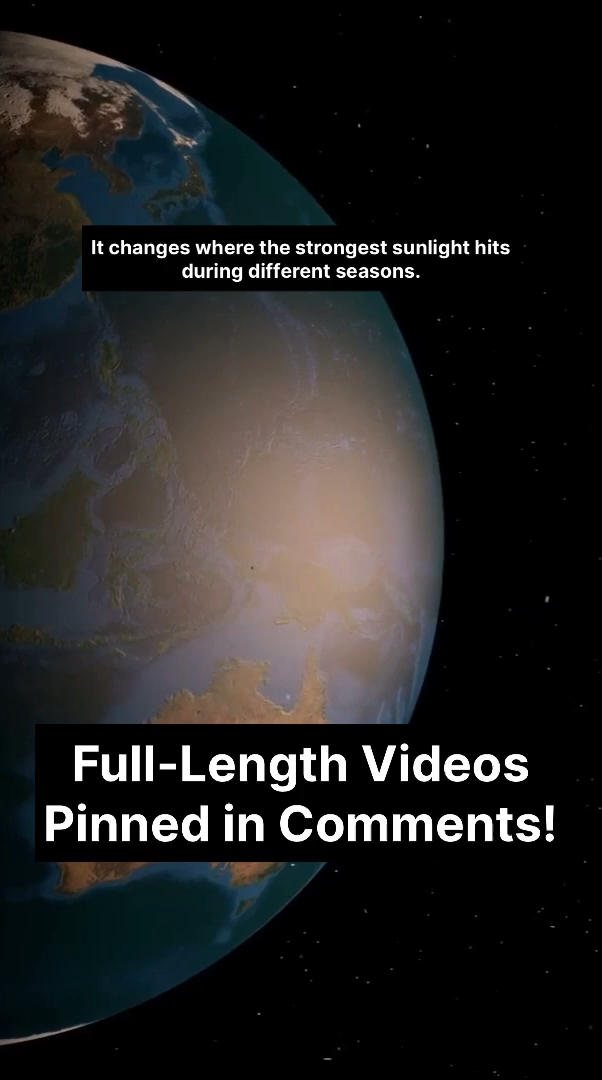 It changes where the strongest sunlight hits
during different seasons.
Full-Length Videos
Pinned in Comments!